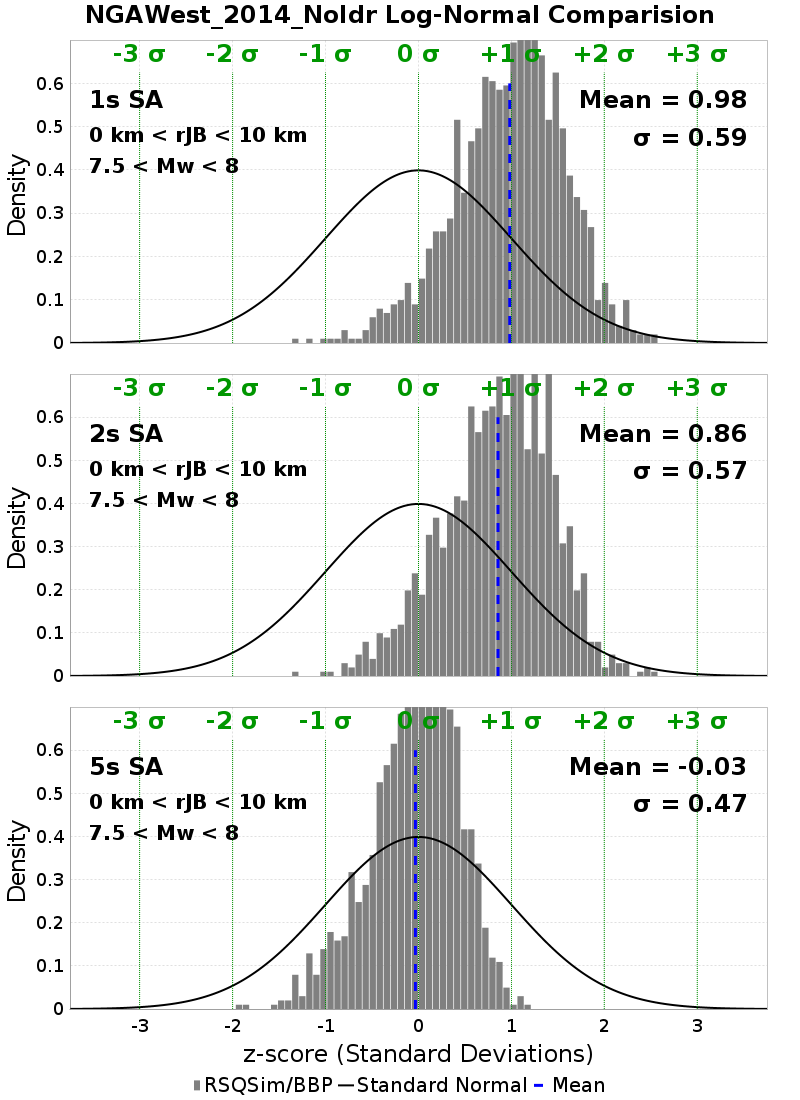 NGAWest_2014_NoIdr Log-Normal Comparision
-3 σ -2 σ -1 σ 0 σ +1 σ +2 σ +3 σ
0.6
1s SA Mean = 0.98
0.5
0 km < rJB < 10 km σ = 0.59
7.5 < Mw < 8
0.4
0.3
Density
0.2
0.1
0
-3 σ -2 σ -1 σ 0 σ +1 σ +2 σ +3 σ
0.6
2s SA Mean = 0.86
0.5
0 km < rJB < 10 km σ = 0.57
7.5 < Mw < 8
0.4
0.3
Density
0.2
0.1
0
-3 σ -2 σ -1 σ 0 σ +1 σ +2 σ +3 σ
0.6
5s SA Mean = -0.03
0.5
0 km < rJB < 10 km σ = 0.47
7.5 < Mw < 8
0.4
0.3
Density
0.2
0.1
0
-3 -2 -1 0 1 2 3
z-score (Standard Deviations)
RSQSim/BBP Standard Normal Mean